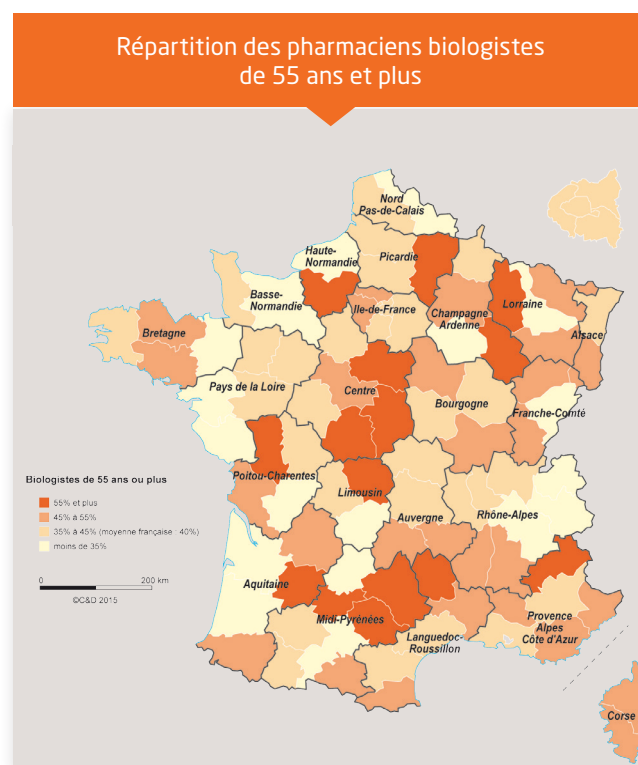 Répartition des pharmaciens biologistes
de 55 ans et plus
Nord
Pas-de-Calais
Haute-
Normandie
Picardie
Basse-
Normandie
Ile-de-France
Champagne
Ardenne
Lorraine
Alsace
Bretagne
Pays de la Loire
Centre
Bourgogne
Franche-Comté
Poitou-Charentes
Limousin
Auvergne
Rhône-Alpes
Aquitaine
Midi-Pyrénées
Languedoc-
Roussillon
Provence
Alpes
Côte d'Azur
Corse
Biologistes de 55 ans ou plus
55% et plus
45% à 55%
35% à 45% (moyenne française : 40%)
moins de 35%
0 200 km
©C&D 2015